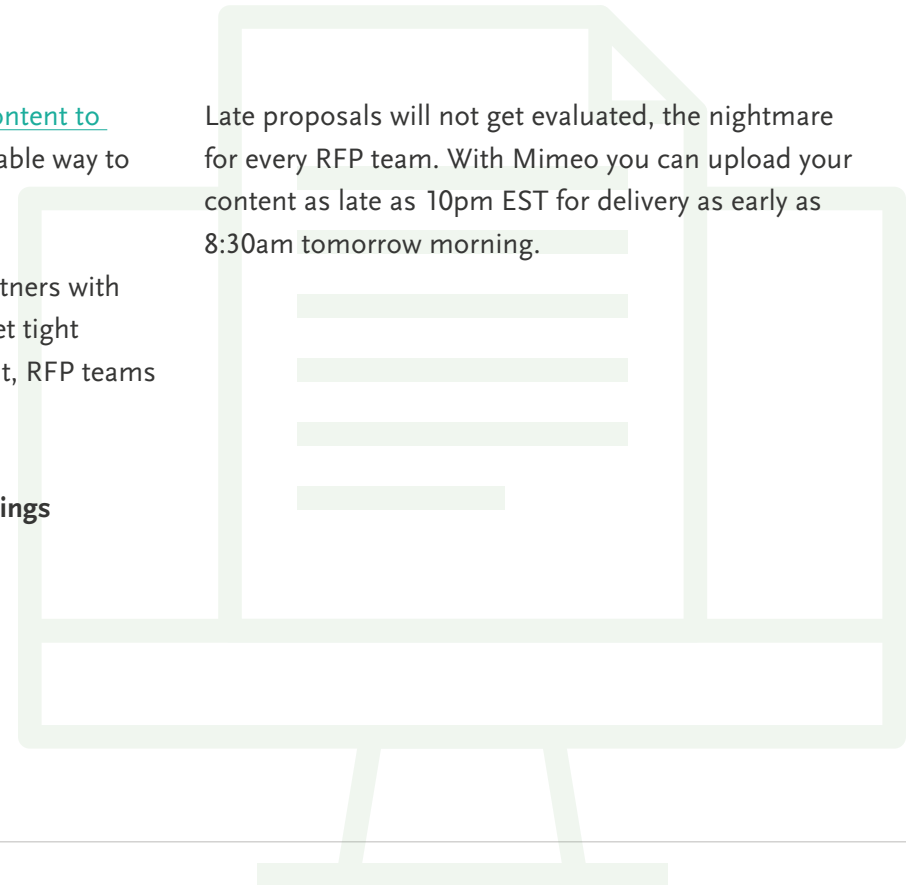 ontent to
able way to
tners with
et tight
t, RFP teams
ings
Late proposals will not get evaluated, the nightmare
for every RFP team. With Mimeo you can upload your
content as late as 10pm EST for delivery as early as
8:30am tomorrow morning.